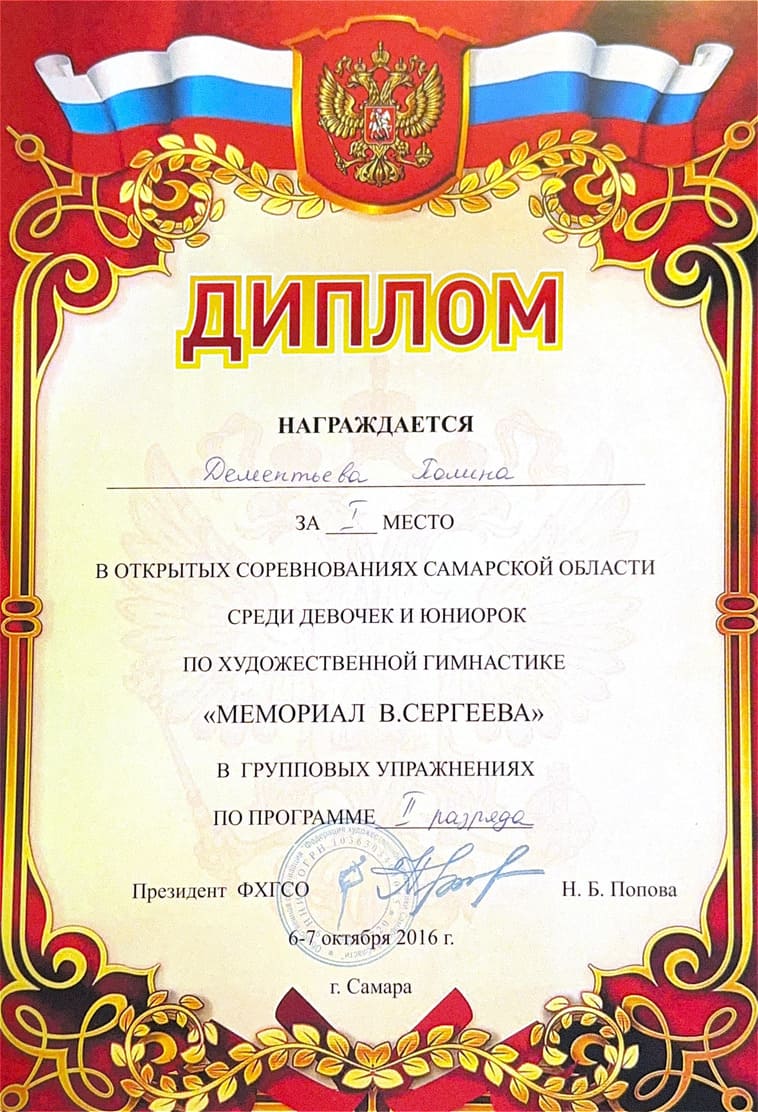 ДИПЛОМ
НАГРАЖДАЕТСЯ
Дементьева Полина
ЗА I МЕСТО
В ОТКРЫТЫХ СОРЕВНОВАНИЯХ САМАРСКОЙ ОБЛАСТИ
СРЕДИ ДЕВОЧЕК И ЮНИОРОК
ПО ХУДОЖЕСТВЕННОЙ ГИМНАСТИКЕ
«МЕМОРИАЛ В.СЕРГЕЕВА»
В ГРУППОВЫХ УПРАЖНЕНИЯХ
ПО ПРОГРАММЕ II разряда
Президент ФХГСО Н. Б. Попова
6-7 октября 2016 г.
г. Самара